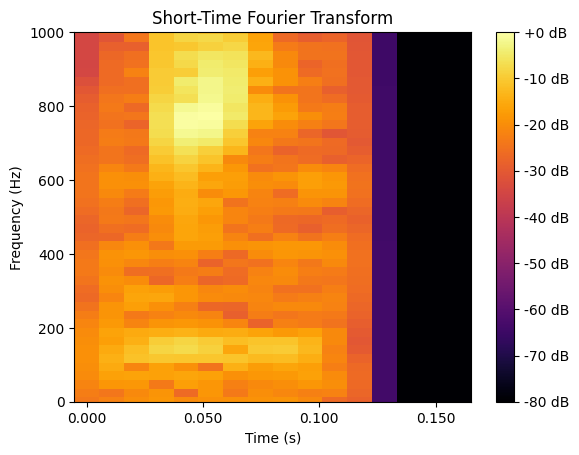 Short-Time Fourier Transform
1000
800
600
400
200
0
Frequency (Hz)
0.000
0.050
0.100
0.150
Time (s)
+0 dB
-10 dB
-20 dB
-30 dB
-40 dB
-50 dB
-60 dB
-70 dB
-80 dB